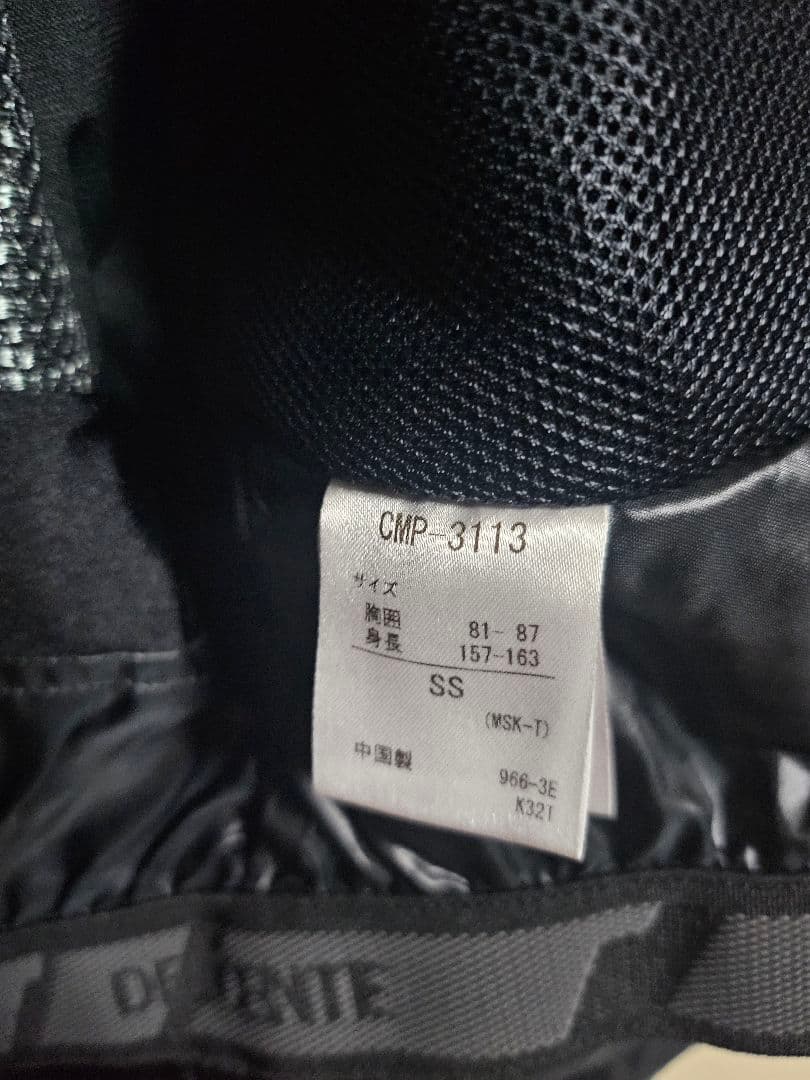 CMP-3113
サイズ
胸囲 81- 87
身長 157-163
SS
(MSK-T)
中国製 966-3E
K32T